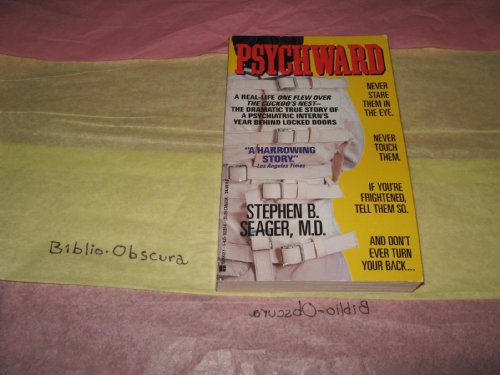 PSYCHWARD
A REAL-LIFE ONE FLEW OVER
THE CUCKOO'S NEST—
THE DRAMATIC TRUE STORY OF
A PSYCHIATRIC INTERN'S
YEAR BEHIND LOCKED DOORS
"A HARROWING
STORY."
—Los Angeles Times
STEPHEN B.
SEAGER, M.D.
NEVER
STARE
THEM IN
THE EYE.
NEVER
TOUCH
THEM.
IF YOU'RE
FRIGHTENED,
TELL THEM SO.
AND DON'T
EVER TURN
YOUR BACK...
Biblio-Obscura
Biblio-Obscura